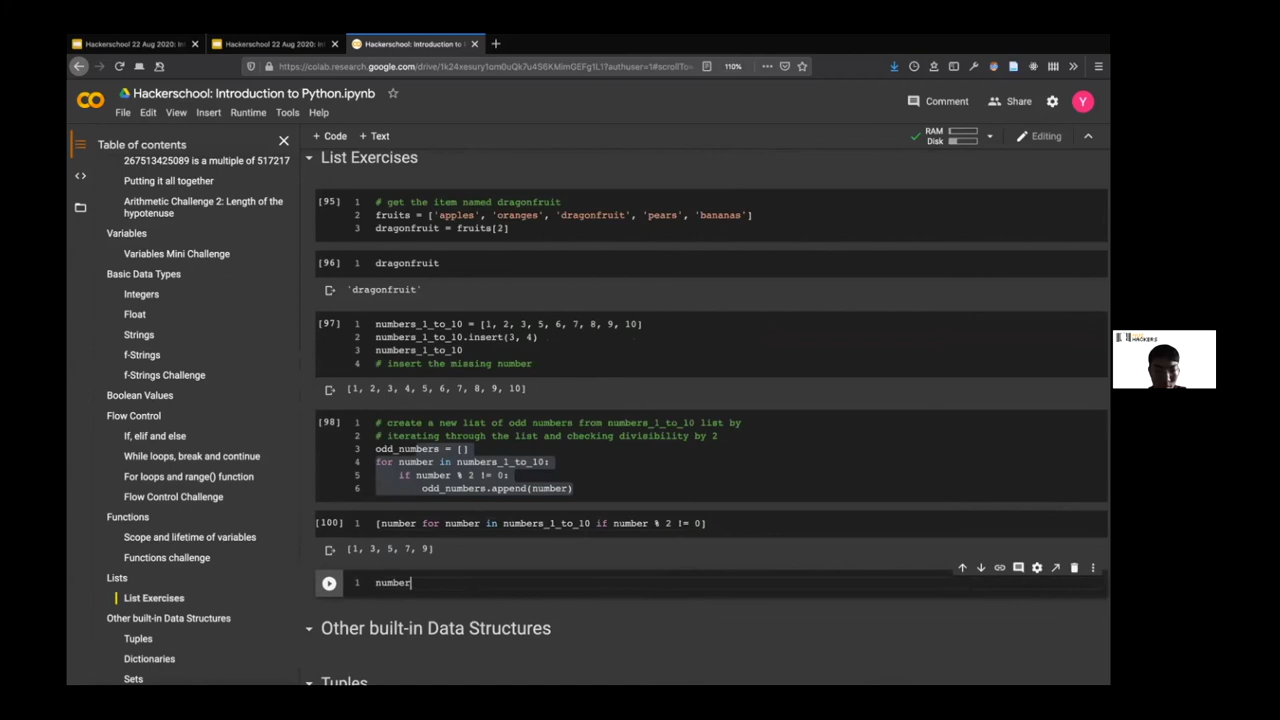 Hackerschool 22 Aug 2020: Int
Hackerschool 22 Aug 2020: Int
Hackerschool: Introduction to
110%
Hackerschool: Introduction to Python.ipynb
File Edit View Insert Runtime Tools Help
Comment
Share
Y
+ Code + Text
RAM
Disk
Editing
Table of contents
267513425089 is a multiple of 517217
Putting it all together
Arithmetic Challenge 2: Length of the
hypotenuse
Variables
Variables Mini Challenge
Basic Data Types
Integers
Float
Strings
f-Strings
f-Strings Challenge
Boolean Values
Flow Control
If, elif and else
While loops, break and continue
For loops and range() function
Flow Control Challenge
Functions
Scope and lifetime of variables
Functions challenge
Lists
List Exercises
Other built-in Data Structures
Tuples
Dictionaries
Sets
List Exercises
[95] 1 # get the item named dragonfruit
2 fruits = ['apples', 'oranges', 'dragonfruit', 'pears', 'bananas']
3 dragonfruit = fruits[2]
[96] 1 dragonfruit
'dragonfruit'
[97] 1 numbers_1_to_10 = [1, 2, 3, 5, 6, 7, 8, 9, 10]
2 numbers_1_to_10.insert(3, 4)
3 numbers_1_to_10
4 # insert the missing number
[1, 2, 3, 4, 5, 6, 7, 8, 9, 10]
[98] 1 # create a new list of odd numbers from numbers_1_to_10 list by
2 # iterating through the list and checking divisibility by 2
3 odd_numbers = []
4 for number in numbers_1_to_10:
5 if number % 2 != 0:
6 odd_numbers.append(number)
[100] 1 [number for number in numbers_1_to_10 if number % 2 != 0]
[1, 3, 5, 7, 9]
1 number
Other built-in Data Structures
Tuples
HACKERS